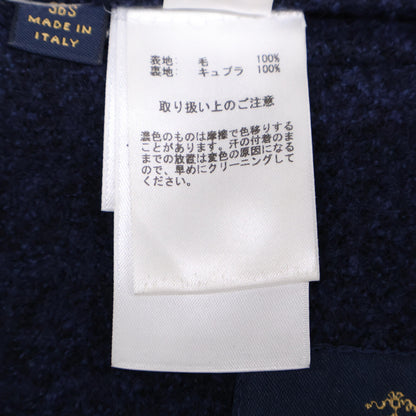 36S
MADE IN
ITALY
表地: 毛 100%
裏地: キュプラ 100%
取り扱い上のご注意
濃色のものは摩擦で色移りする
ことがあります。汗の付着のま
までの放置は変色の原因になる
ので、早めにクリーニングして
ください。